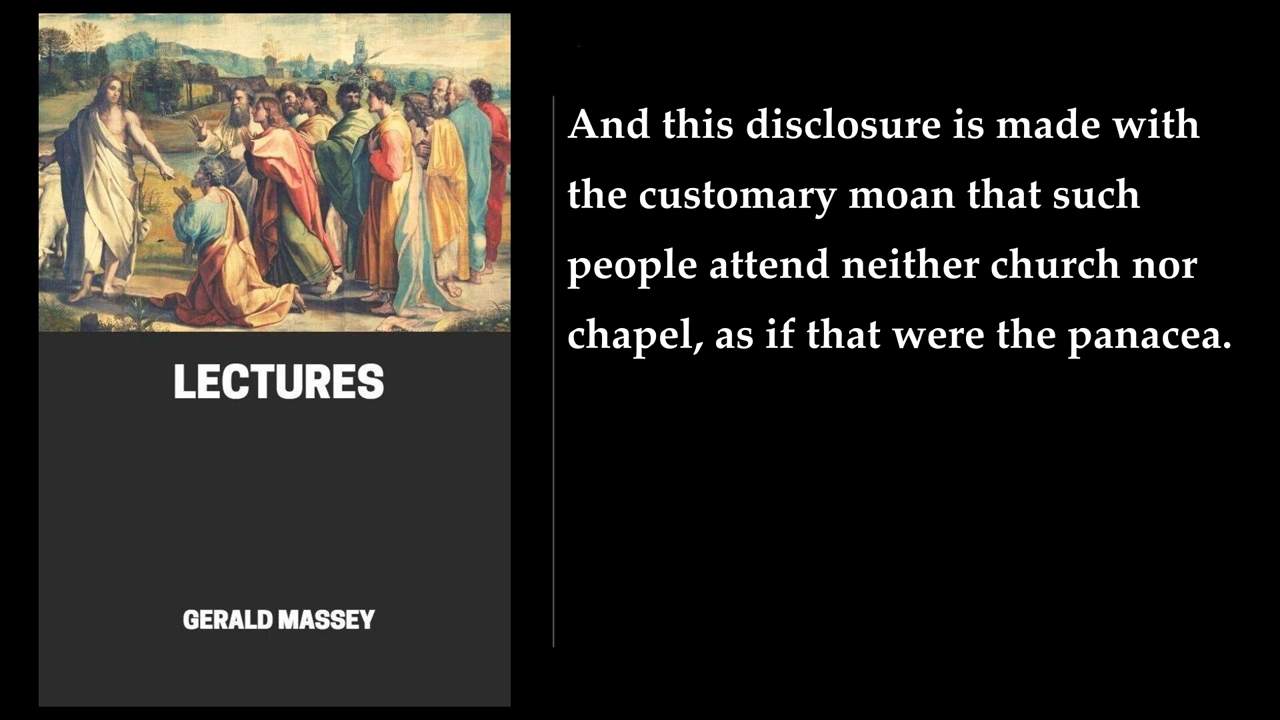 LECTURES
GERALD MASSEY
And this disclosure is made with
the customary moan that such
people attend neither church nor
chapel, as if that were the panacea.